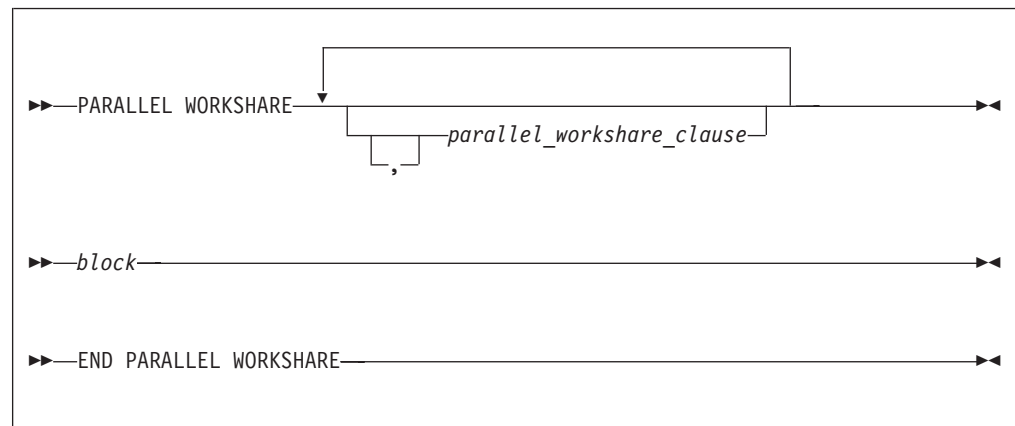 PARALLEL WORKSHARE
parallel_workshare_clause
,
block
END PARALLEL WORKSHARE